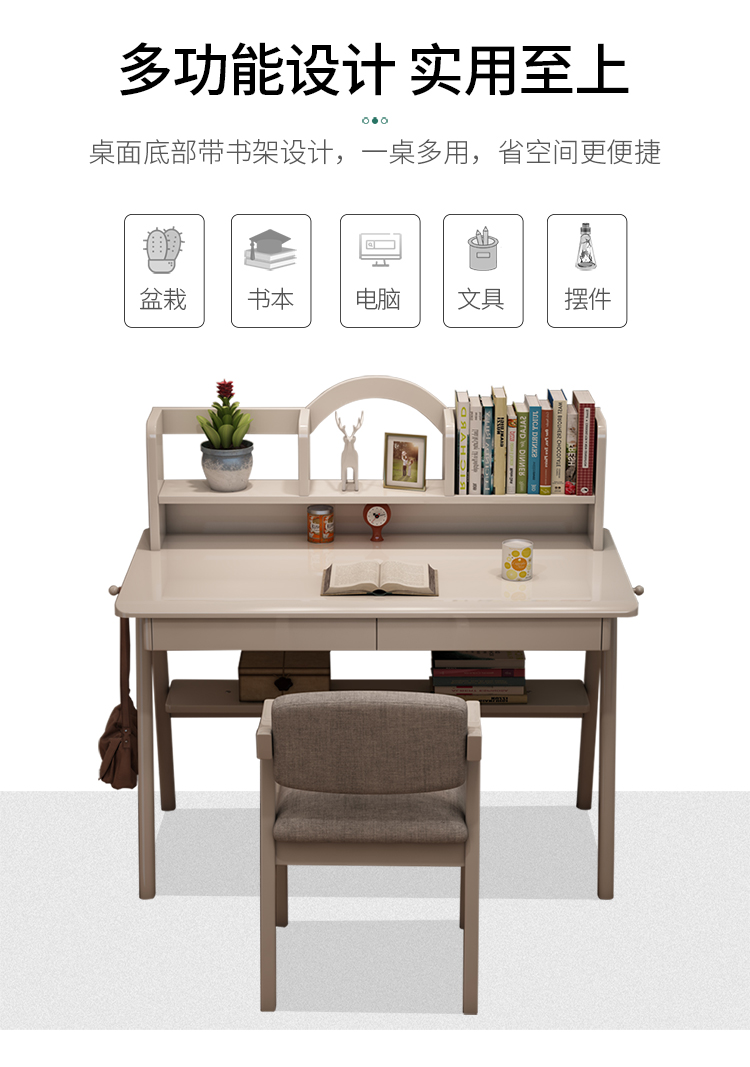 多功能设计 实用至上
桌面底部带书架设计，一桌多用，省空间更便捷
盆栽 书本 电脑 文具 摆件